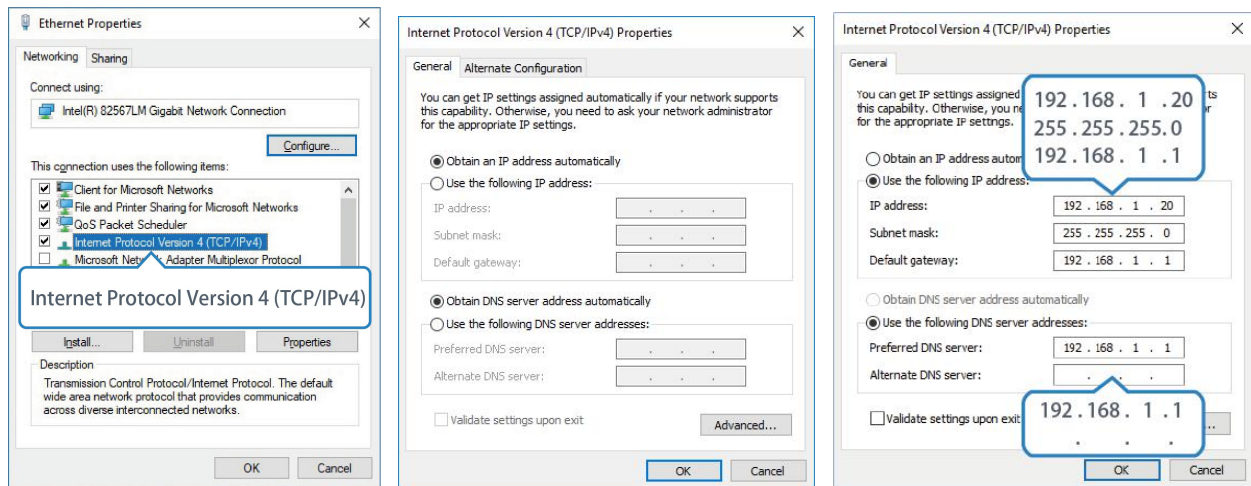 Ethernet Properties
Networking Sharing
Connect using:
Intel(R) 82567LM Gigabit Network Connection
Configure...
This connection uses the following items:
Client for Microsoft Networks
File and Printer Sharing for Microsoft Networks
QoS Packet Scheduler
Internet Protocol Version 4 (TCP/IPv4)
Microsoft Network Adapter Multiplexor Protocol
Internet Protocol Version 4 (TCP/IPv4)
Install... Uninstall Properties
Description
Transmission Control Protocol/Internet Protocol. The default
wide area network protocol that provides communication
across diverse interconnected networks.
OK Cancel
Internet Protocol Version 4 (TCP/IPv4) Properties
General Alternate Configuration
You can get IP settings assigned automatically if your network supports
this capability. Otherwise, you need to ask your network administrator
for the appropriate IP settings.
Obtain an IP address automatically
Use the following IP address:
IP address: . . .
Subnet mask: . . .
Default gateway: . . .
Obtain DNS server address automatically
Use the following DNS server addresses:
Preferred DNS server: . . .
Alternate DNS server: . . .
Validate settings upon exit
Advanced...
OK Cancel
Internet Protocol Version 4 (TCP/IPv4) Properties
General
You can get IP settings assigned
this capability. Otherwise, you
for the appropriate IP settings.
192.168. 1 .20
255.255.255.0
192.168. 1 .1
Obtain an IP address
Use the following IP address:
IP address: 192 . 168 . 1 . 20
Subnet mask: 255 . 255 . 255 . 0
Default gateway: 192 . 168 . 1 . 1
Obtain DNS server address automatically
Use the following DNS server addresses:
Preferred DNS server: 192 . 168 . 1 . 1
Alternate DNS server: . . .
Validate settings upon exit
192.168. 1 .1
. . .
OK Cancel